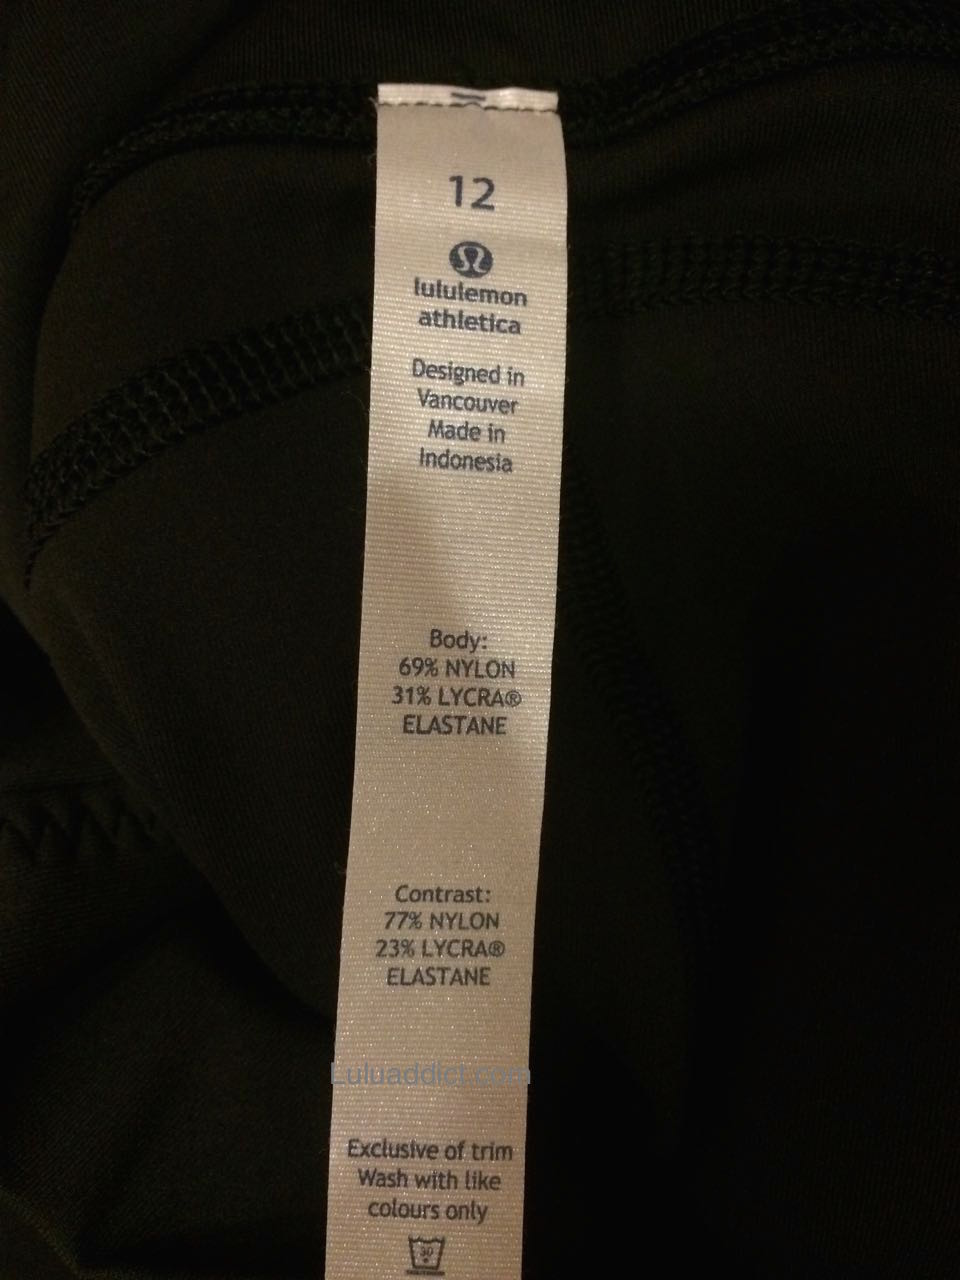 12
lululemon
athletica
Designed in
Vancouver
Made in
Indonesia
Body:
69% NYLON
31% LYCRA®
ELASTANE
Contrast:
77% NYLON
23% LYCRA®
ELASTANE
Luluaddict.com
Exclusive of trim
Wash with like
colours only
30